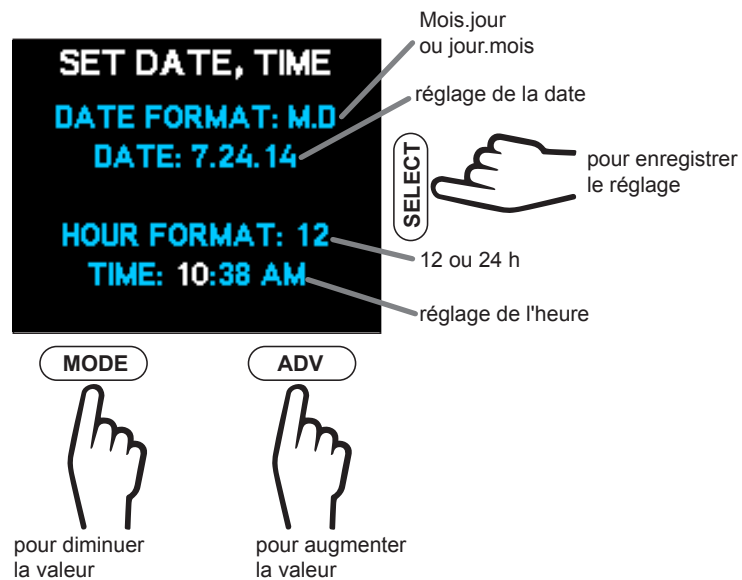 Mois.jour
ou jour.mois
SET DATE, TIME
DATE FORMAT: M.D
réglage de la date
DATE: 7.24.14
SELECT
pour enregistrer
le réglage
HOUR FORMAT: 12
12 ou 24 h
TIME: 10:38 AM
réglage de l'heure
MODE
ADV
pour diminuer
la valeur
pour augmenter
la valeur